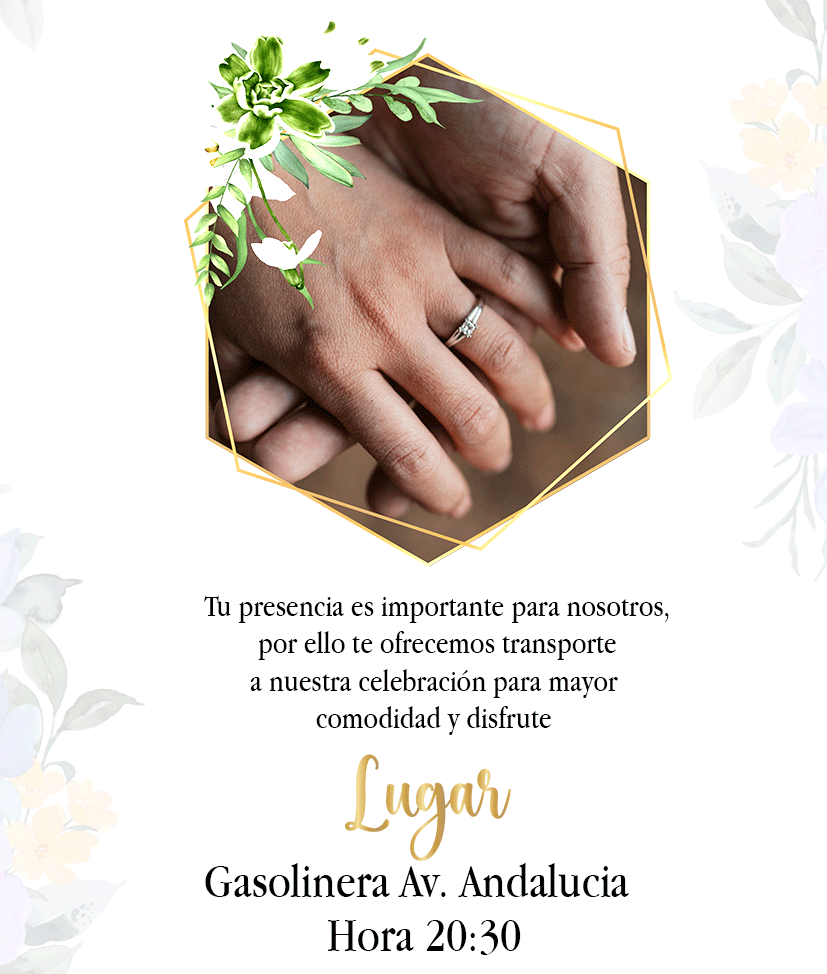 Tu presencia es importante para nosotros,
por ello te ofrecemos transporte
a nuestra celebración para mayor
comodidad y disfrute
Lugar
Gasolinera Av. Andalucia
Hora 20:30